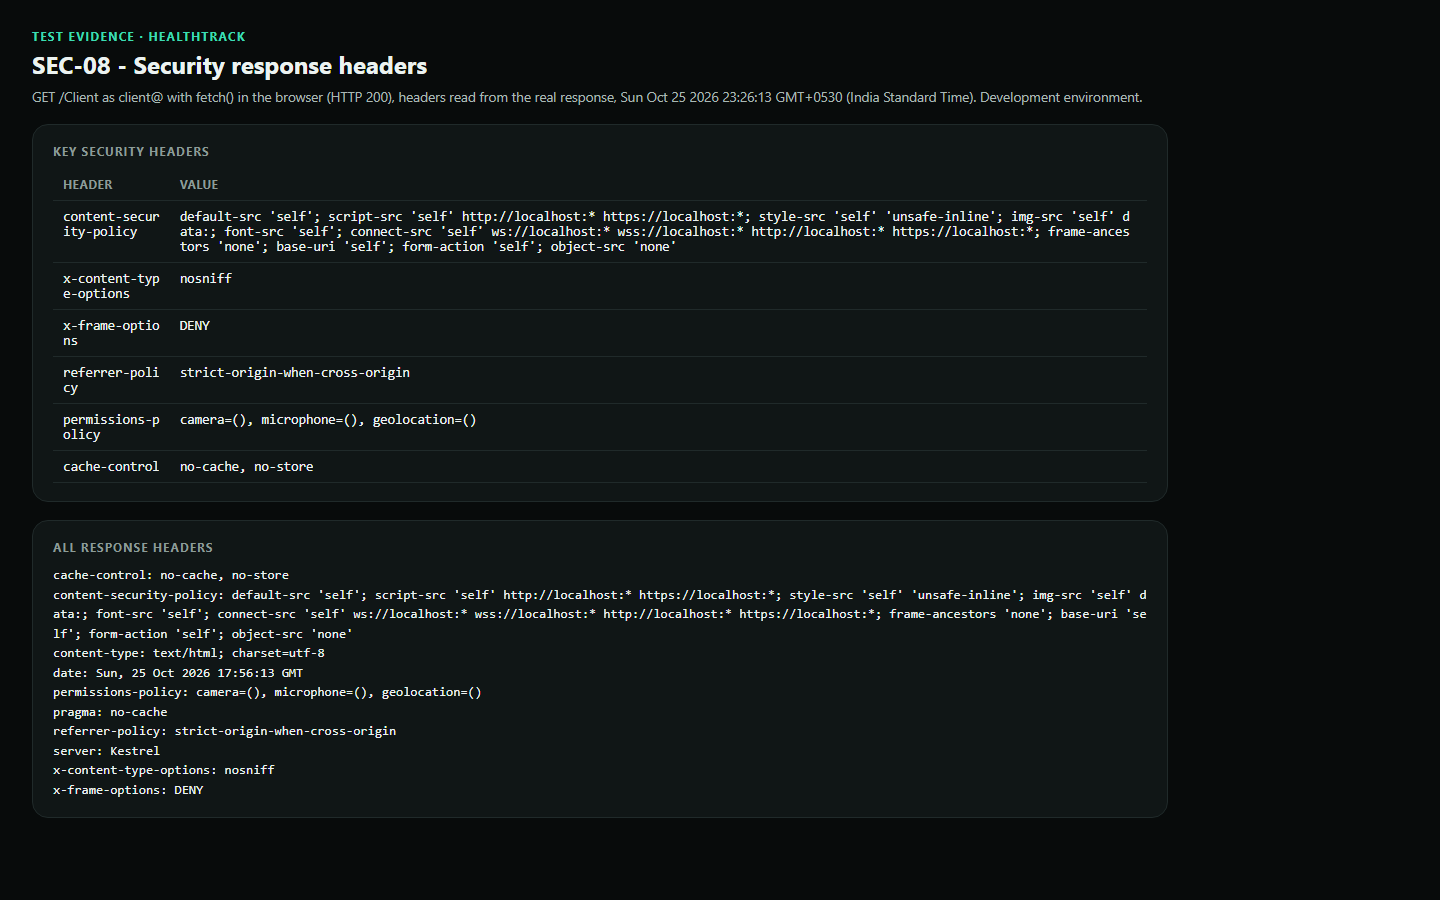 TEST EVIDENCE · HEALTHTRACK
SEC-08 - Security response headers
GET /Client as client@ with fetch() in the browser (HTTP 200), headers read from the real response, Sun Oct 25 2026 23:26:13 GMT+0530 (India Standard Time). Development environment.
KEY SECURITY HEADERS
HEADER VALUE
content-secur default-src 'self'; script-src 'self' http://localhost:* https://localhost:*; style-src 'self' 'unsafe-inline'; img-src 'self' d
ity-policy ata:; font-src 'self'; connect-src 'self' ws://localhost:* wss://localhost:* http://localhost:* https://localhost:*; frame-ances
tors 'none'; base-uri 'self'; form-action 'self'; object-src 'none'
x-content-typ nosniff
e-options
x-frame-optio DENY
ns
referrer-poli strict-origin-when-cross-origin
cy
permissions-p camera=(), microphone=(), geolocation=()
olicy
cache-control no-cache, no-store
ALL RESPONSE HEADERS
cache-control: no-cache, no-store
content-security-policy: default-src 'self'; script-src 'self' http://localhost:* https://localhost:*; style-src 'self' 'unsafe-inline'; img-src 'self' d
ata:; font-src 'self'; connect-src 'self' ws://localhost:* wss://localhost:* http://localhost:* https://localhost:*; frame-ancestors 'none'; base-uri 'se
lf'; form-action 'self'; object-src 'none'
content-type: text/html; charset=utf-8
date: Sun, 25 Oct 2026 17:56:13 GMT
permissions-policy: camera=(), microphone=(), geolocation=()
pragma: no-cache
referrer-policy: strict-origin-when-cross-origin
server: Kestrel
x-content-type-options: nosniff
x-frame-options: DENY